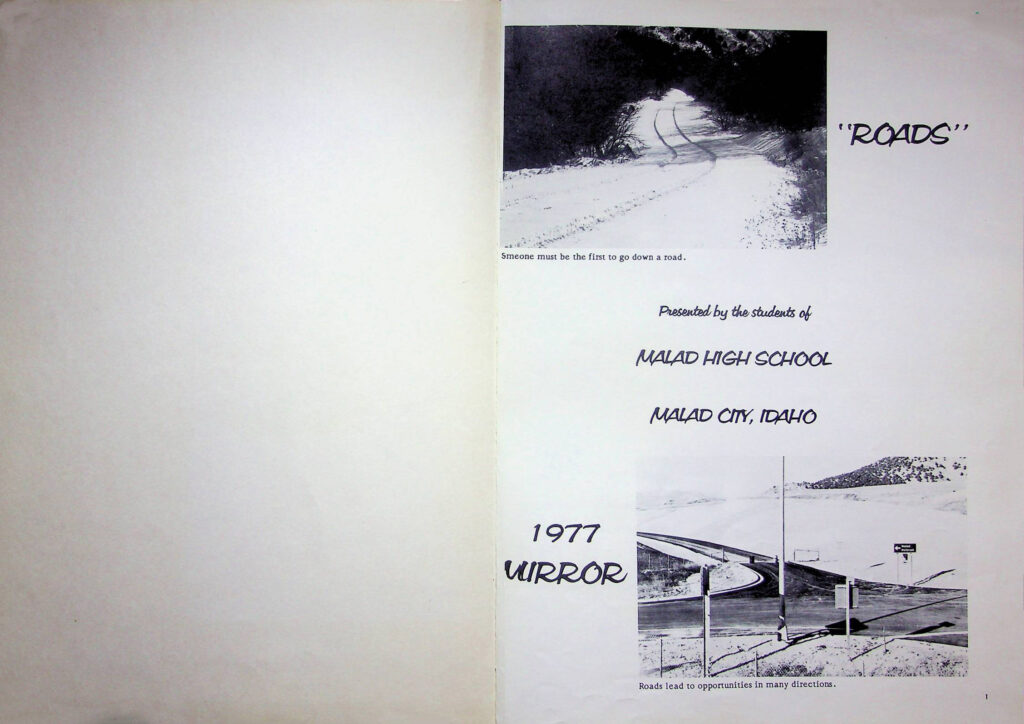 "ROADS"
Smeone must be the first to go down a road.
Presented by the students of
MALAD HIGH SCHOOL
MALAD CITY, IDAHO
1977
MIRROR
Roads lead to opportunities in many directions.
1